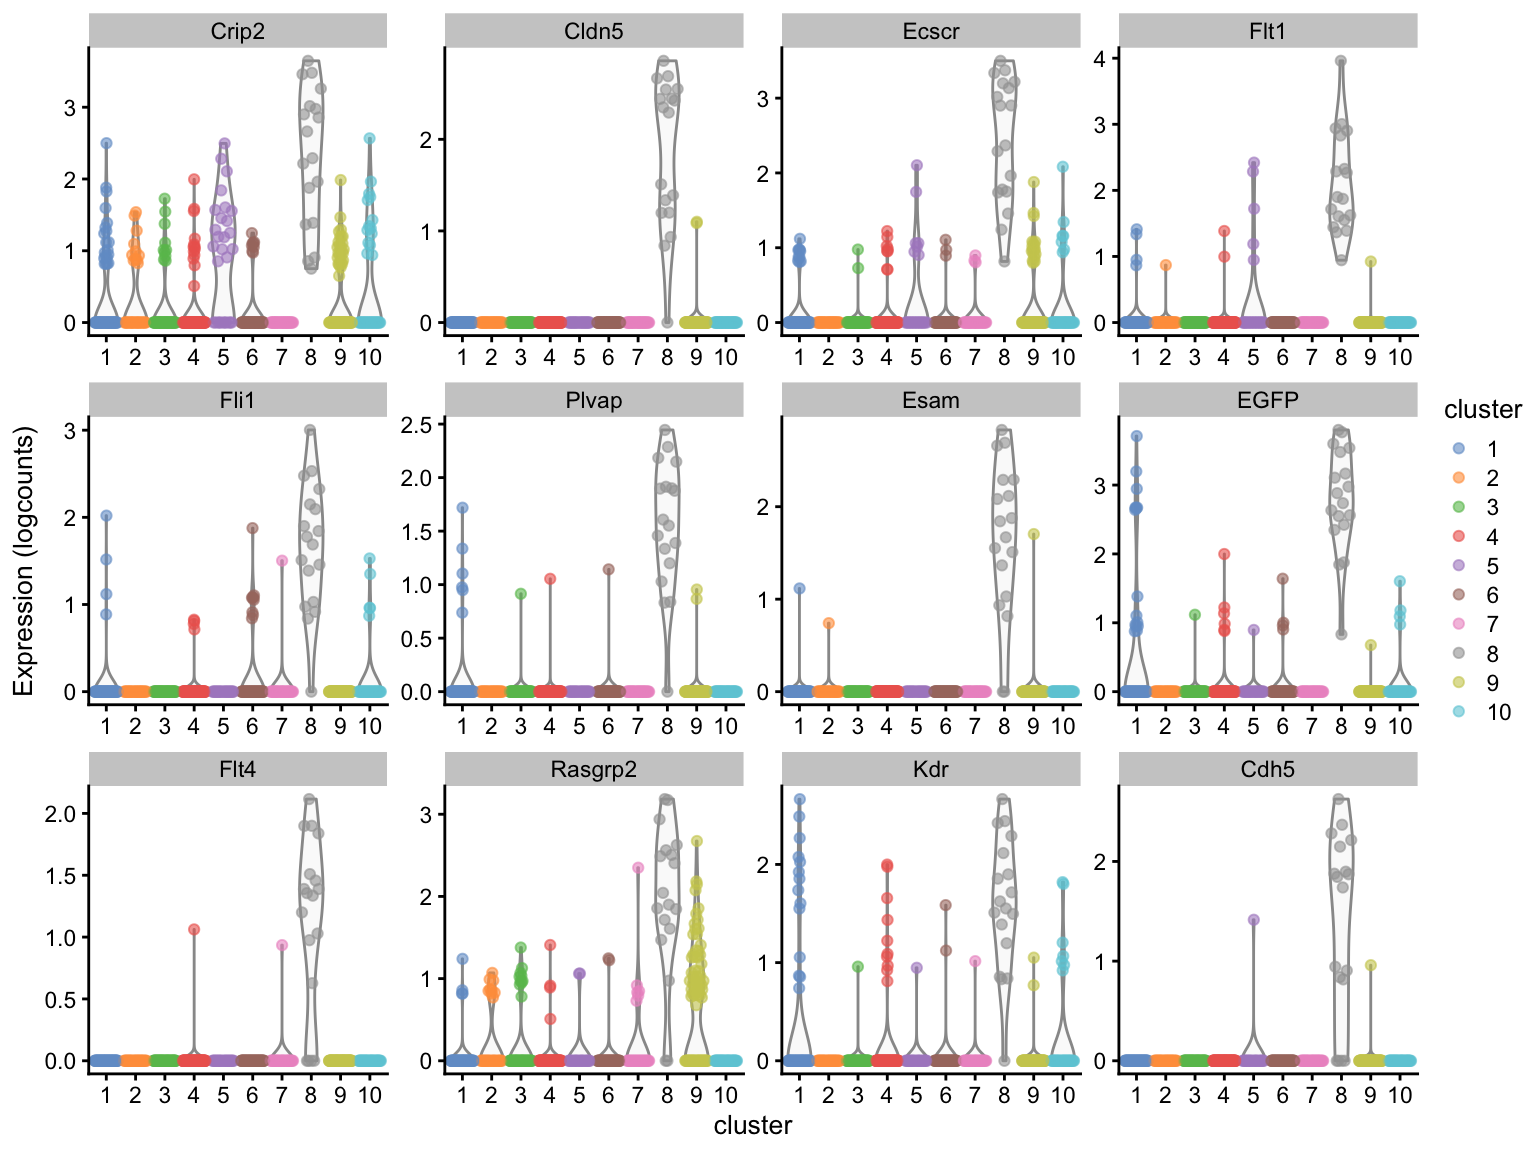 Crip2 Cldn5 Ecscr Flt1
3 2 1 0
2 1 0
3 2 1 0
4 3 2 1 0
1 2 3 4 5 6 7 8 9 10 1 2 3 4 5 6 7 8 9 10 1 2 3 4 5 6 7 8 9 10 1 2 3 4 5 6 7 8 9 10
Fli1 Plvap Esam EGFP
3 2 1 0
2.5 2.0 1.5 1.0 0.5 0.0
2 1 0
3 2 1 0
1 2 3 4 5 6 7 8 9 10 1 2 3 4 5 6 7 8 9 10 1 2 3 4 5 6 7 8 9 10 1 2 3 4 5 6 7 8 9 10
Flt4 Rasgrp2 Kdr Cdh5
2.0 1.5 1.0 0.5 0.0
3 2 1 0
2 1 0
2 1 0
1 2 3 4 5 6 7 8 9 10 1 2 3 4 5 6 7 8 9 10 1 2 3 4 5 6 7 8 9 10 1 2 3 4 5 6 7 8 9 10
Expression (logcounts)
cluster
cluster
1
2
3
4
5
6
7
8
9
10